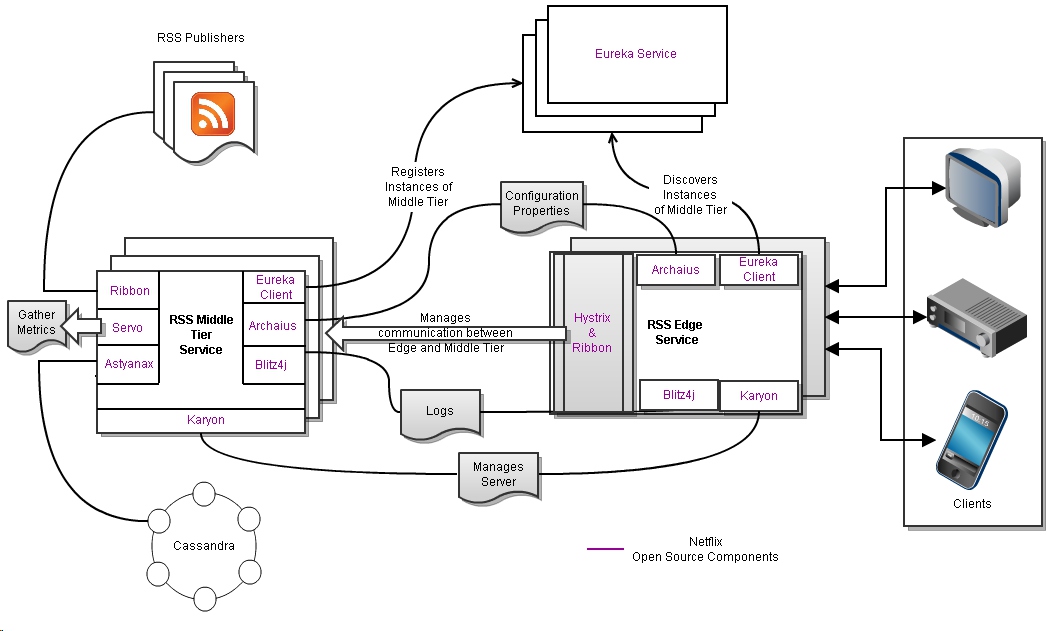 RSS Publishers
Eureka Service
Registers
Instances of
Middle Tier
Discovers
Instances
of Middle Tier
Configuration
Properties
Ribbon
Servo
Astyanax
RSS Middle
Tier
Service
Eureka
Client
Archaius
Blitz4j
Karyon
Gather
Metrics
Manages
communication between
Edge and Middle Tier
Hystrix
&
Ribbon
Archaius
Eureka
Client
RSS Edge
Service
Blitz4j
Karyon
Logs
Manages
Server
Cassandra
10:15
Clients
Netflix
Open Source Components